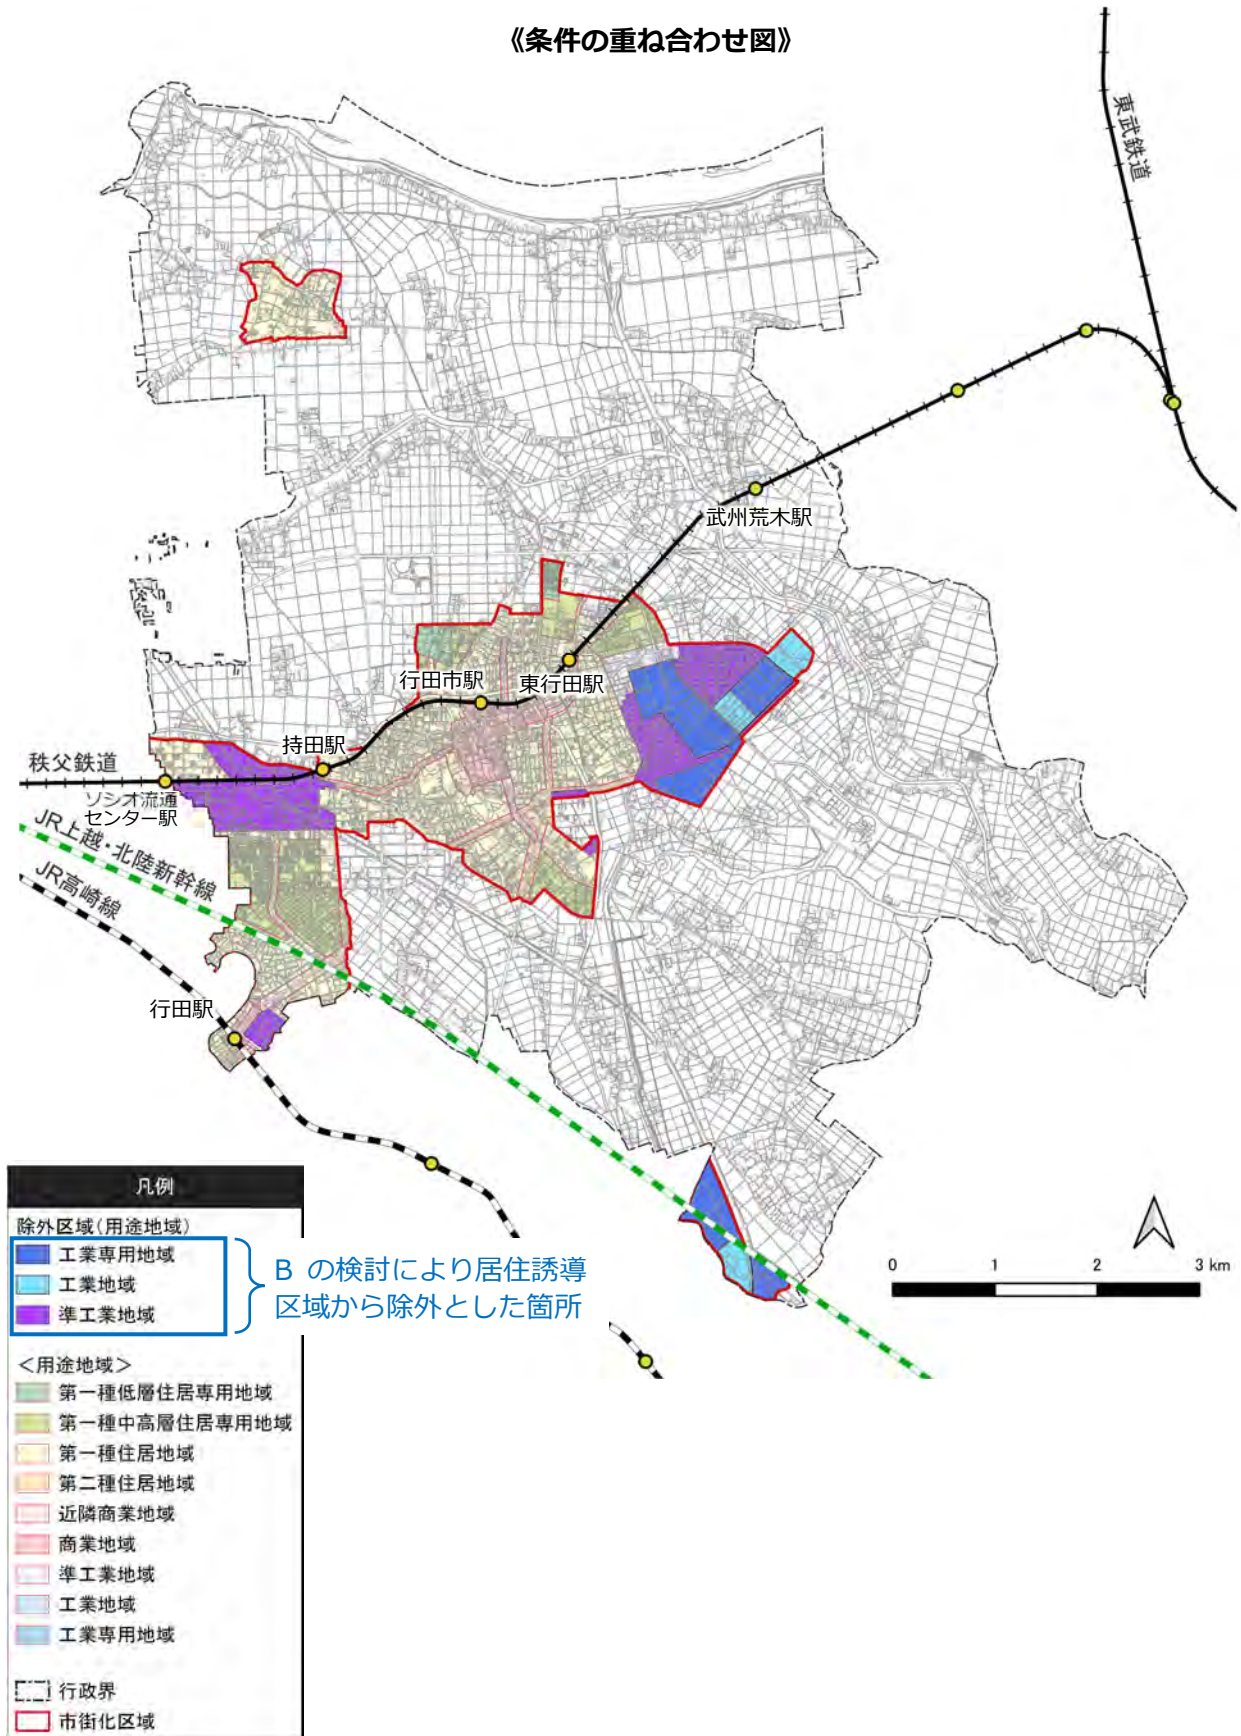 《条件の重ね合わせ図》
東武鉄道
武州荒木駅
行田市駅
東行田駅
持田駅
秩父鉄道
ソシオ流通
センター駅
JR上越・北陸新幹線
JR高崎線
行田駅
凡例
除外区域(用途地域)
工業専用地域
工業地域
準工業地域
B の検討により居住誘導
区域から除外とした箇所
0 1 2 3 km
<用途地域>
第一種低層住居専用地域
第一種中高層住居専用地域
第一種住居地域
第二種住居地域
近隣商業地域
商業地域
準工業地域
工業地域
工業専用地域
行政界
市街化区域